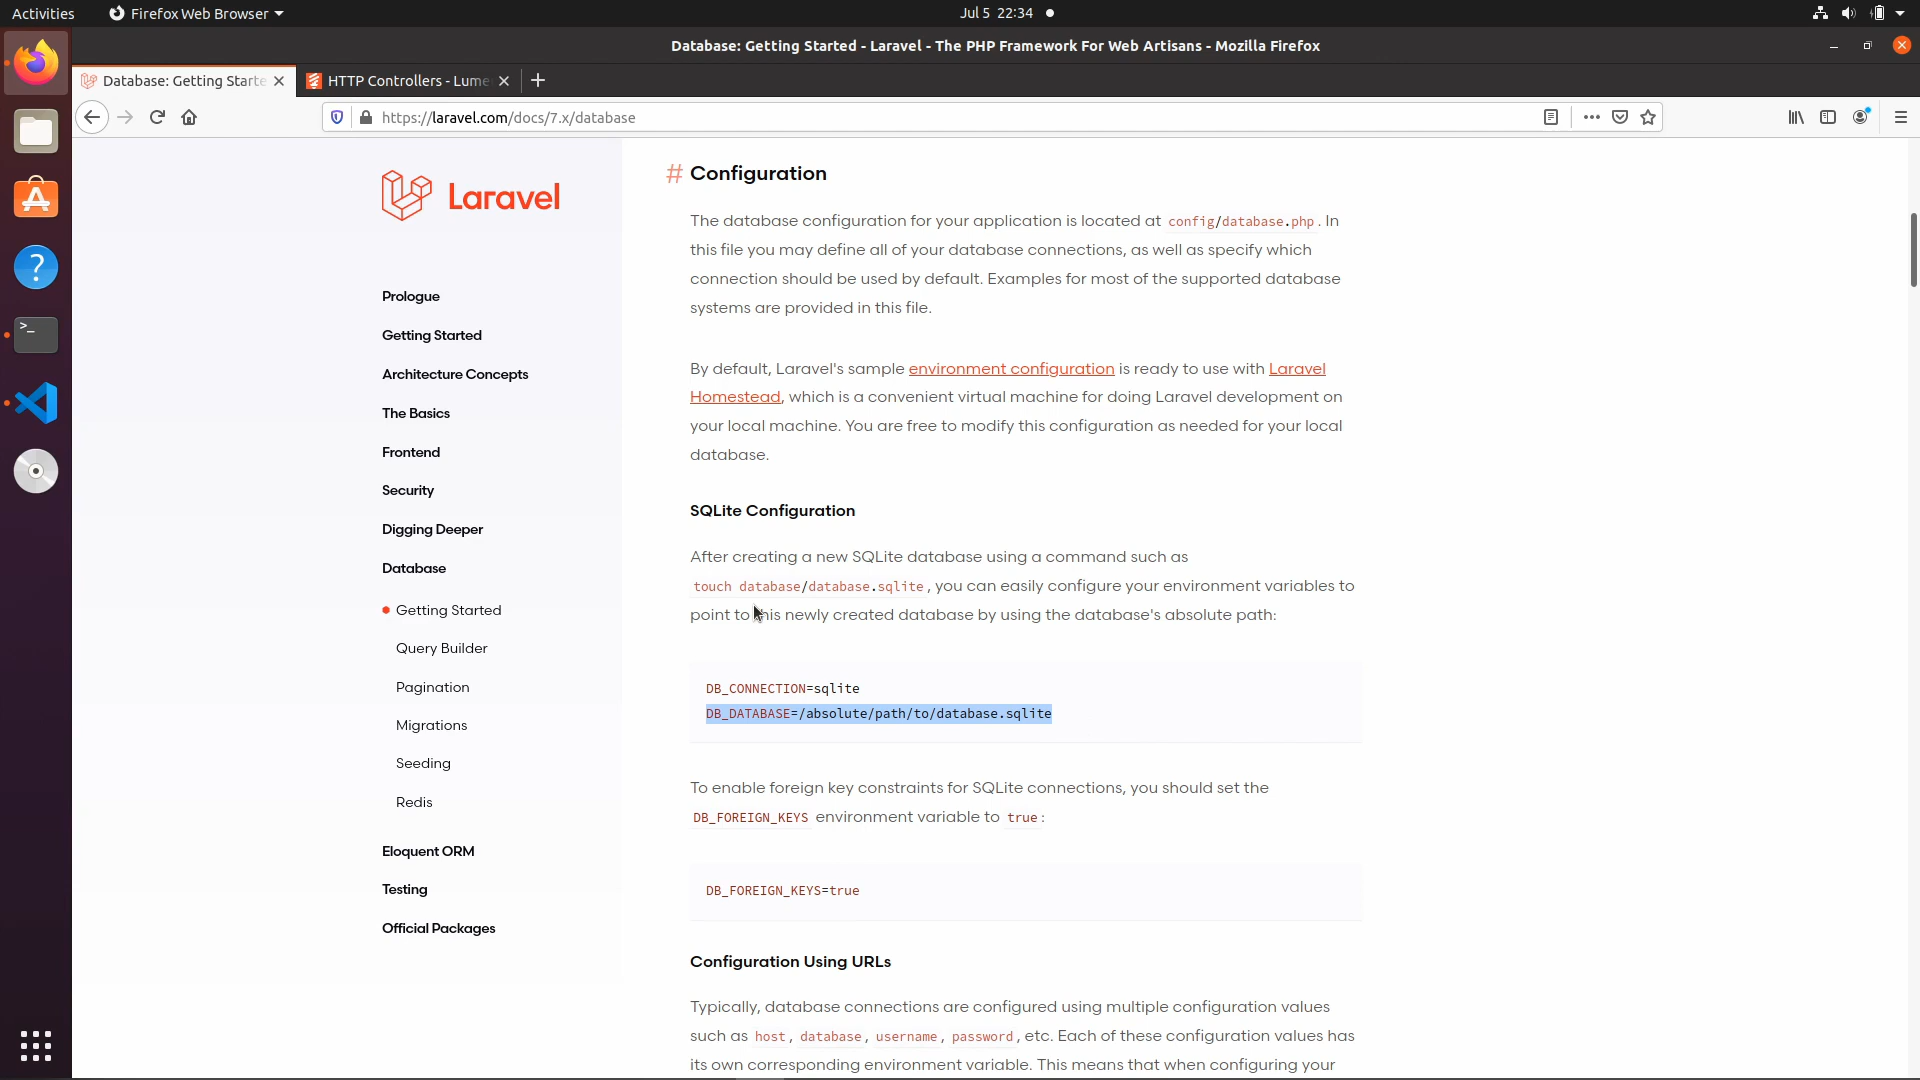 Activities
Firefox Web Browser
Jul 5 22:34
Database: Getting Started - Laravel - The PHP Framework For Web Artisans - Mozilla Firefox
Database: Getting Starte
HTTP Controllers - Lume
https://laravel.com/docs/7.x/database
Laravel
Prologue
Getting Started
Architecture Concepts
The Basics
Frontend
Security
Digging Deeper
Database
Getting Started
Query Builder
Pagination
Migrations
Seeding
Redis
Eloquent ORM
Testing
Official Packages
# Configuration
The database configuration for your application is located at config/database.php. In
this file you may define all of your database connections, as well as specify which
connection should be used by default. Examples for most of the supported database
systems are provided in this file.
By default, Laravel's sample environment configuration is ready to use with Laravel
Homestead, which is a convenient virtual machine for doing Laravel development on
your local machine. You are free to modify this configuration as needed for your local
database.
SQLite Configuration
After creating a new SQLite database using a command such as
touch database/database.sqlite, you can easily configure your environment variables to
point to this newly created database by using the database's absolute path:
DB_CONNECTION=sqlite
DB_DATABASE=/absolute/path/to/database.sqlite
To enable foreign key constraints for SQLite connections, you should set the
DB_FOREIGN_KEYS environment variable to true:
DB_FOREIGN_KEYS=true
Configuration Using URLs
Typically, database connections are configured using multiple configuration values
such as host, database, username, password, etc. Each of these configuration values has
its own corresponding environment variable. This means that when configuring your